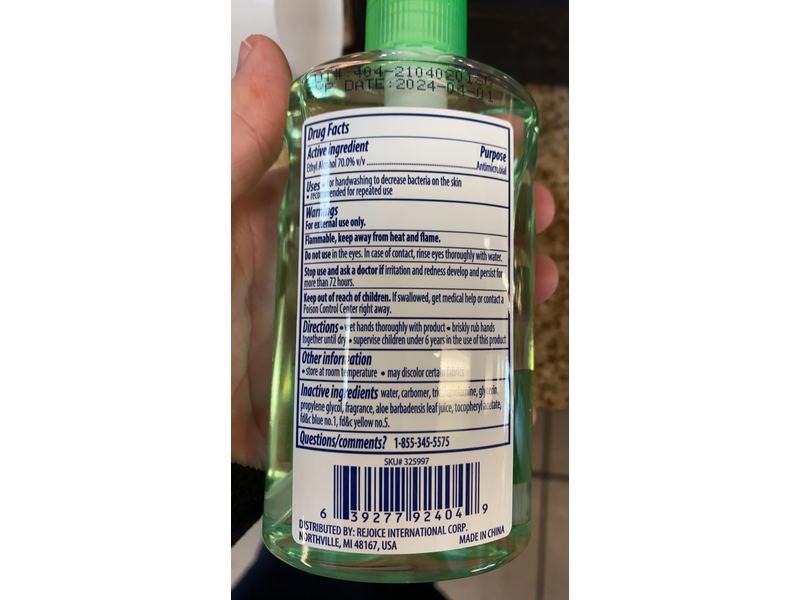 LOT#:404-21040201SP
EXP DATE:2024-04-01
Drug Facts
Active ingredient Purpose
Ethyl Alcohol 70.0% v/v Antimicrobial
Uses • for handwashing to decrease bacteria on the skin
• recommended for repeated use
Warnings
For external use only.
Flammable, keep away from heat and flame.
Do not use in the eyes. In case of contact, rinse eyes thoroughly with water.
Stop use and ask a doctor if irritation and redness develop and persist for
more than 72 hours.
Keep out of reach of children. If swallowed, get medical help or contact a
Poison Control Center right away.
Directions • wet hands thoroughly with product • briskly rub hands
together until dry • supervise children under 6 years in the use of this product
Other information
• store at room temperature • may discolor certain fabrics
Inactive ingredients water, carbomer, glycerin,
propylene glycol, fragrance, aloe barbadensis leaf juice, tocopheryl acetate,
fd&c blue no.1, fd&c yellow no.5.
Questions/comments? 1-855-345-5575
SKU# 325997
6 39277 92404 9
DISTRIBUTED BY: REJOICE INTERNATIONAL CORP.
NORTHVILLE, MI 48167, USA MADE IN CHINA